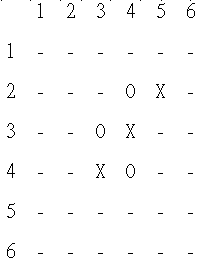 1 2 3 4 5 6
1 - - - - - -
2 - - - O X -
3 - - O X - -
4 - - X O - -
5 - - - - - -
6 - - - - - -